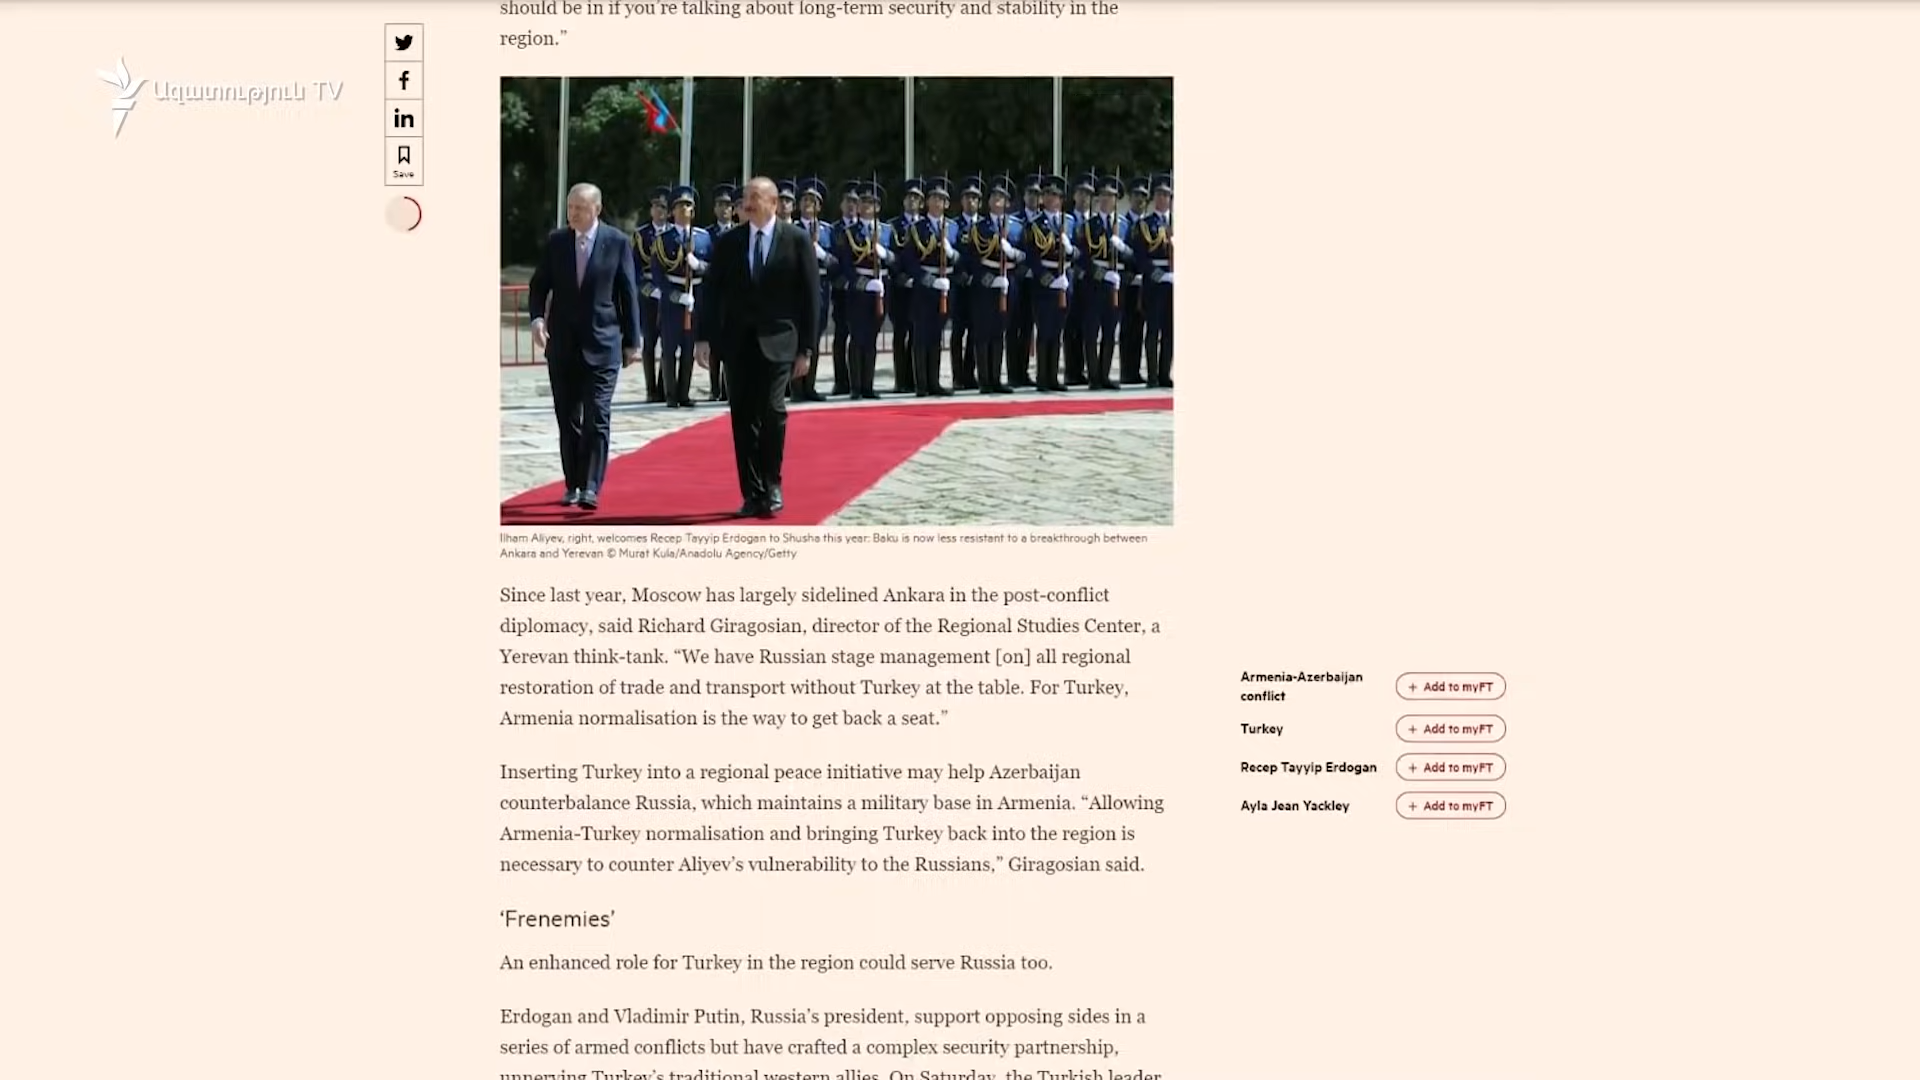 should be in if you're talking about long-term security and stability in the
region.”
Ազատություն TV
Save
Ilham Aliyev, right, welcomes Recep Tayyip Erdogan to Shusha this year: Baku is now less resistant to a breakthrough between
Ankara and Yerevan © Murat Kula/Anadolu Agency/Getty
Since last year, Moscow has largely sidelined Ankara in the post-conflict
diplomacy, said Richard Giragosian, director of the Regional Studies Center, a
Yerevan think-tank. “We have Russian stage management [on] all regional
restoration of trade and transport without Turkey at the table. For Turkey,
Armenia normalisation is the way to get back a seat.”
Inserting Turkey into a regional peace initiative may help Azerbaijan
counterbalance Russia, which maintains a military base in Armenia. “Allowing
Armenia-Turkey normalisation and bringing Turkey back into the region is
necessary to counter Aliyev's vulnerability to the Russians,” Giragosian said.
‘Frenemies’
An enhanced role for Turkey in the region could serve Russia too.
Erdogan and Vladimir Putin, Russia's president, support opposing sides in a
series of armed conflicts but have crafted a complex security partnership,
unnerving Turkey's traditional western allies. On Saturday, the Turkish leader
Armenia-Azerbaijan
conflict
+ Add to myFT
Turkey
+ Add to myFT
Recep Tayyip Erdogan
+ Add to myFT
Ayla Jean Yackley
+ Add to myFT